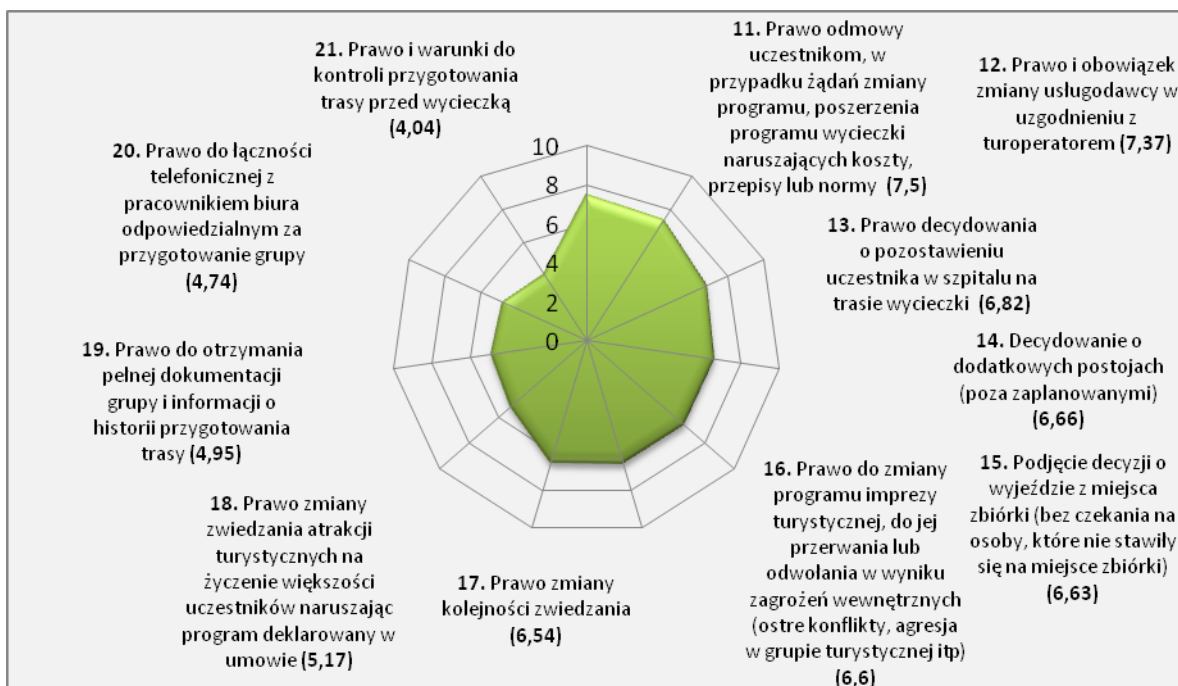 11. Prawo odmowy
uczestnikom, w
przypadku żądań zmiany
programu, poszerzenia
programu wycieczki
naruszających koszty,
przepisy lub normy (7,5)
12. Prawo i obowiązek
zmiany usługodawcy w
uzgodnieniu z
turoperatorem (7,37)
13. Prawo decydowania
o pozostawieniu
uczestnika w szpitalu na
trasie wycieczki (6,82)
14. Decydowanie o
dodatkowych postojach
(poza zaplanowanymi)
(6,66)
15. Podjęcie decyzji o
wyjeździe z miejsca
zbiórki (bez czekania na
osoby, które nie stawiły
się na miejsce zbiórki)
(6,63)
16. Prawo do zmiany
programu imprezy
turystycznej, do jej
przerwania lub
odwołania w wyniku
zagrożeń wewnętrznych
(ostre konflikty, agresja
w grupie turystycznej itp)
(6,6)
17. Prawo zmiany
kolejności zwiedzania
(6,54)
18. Prawo zmiany
zwiedzania atrakcji
turystycznych na
życzenie większości
uczestników naruszając
program deklarowany w
umowie (5,17)
19. Prawo do otrzymania
pełnej dokumentacji
grupy i informacji o
historii przygotowania
trasy (4,95)
20. Prawo do łączności
telefonicznej z
pracownikiem biura
odpowiedzialnym za
przygotowanie grupy
(4,74)
21. Prawo i warunki do
kontroli przygotowania
trasy przed wycieczką
(4,04)
10
8
6
4
2
0